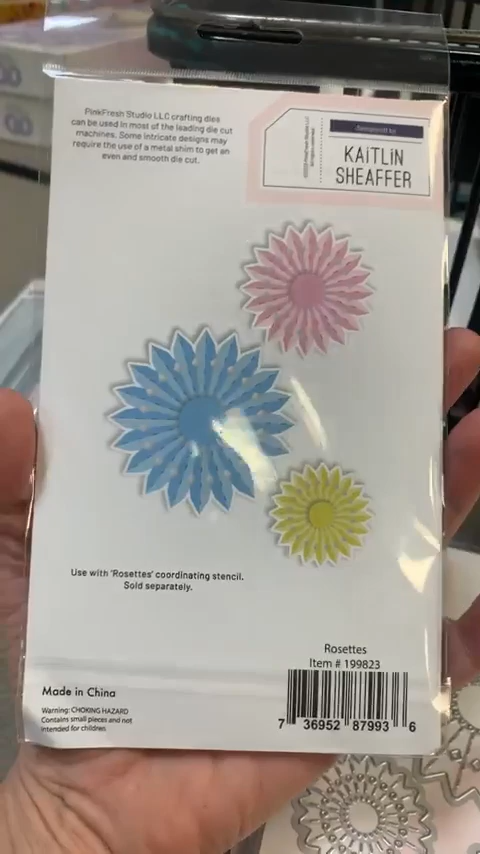 PinkFresh Studio LLC crafting dies
can be used in most of the leading die cut
machines. Some intricate designs may
require the use of a metal shim to get an
even and smooth die cut.
KAITLIN
SHEAFFER
Use with 'Rosettes' coordinating stencil.
Sold separately.
Rosettes
Item # 199823
Made in China
Warning: CHOKING HAZARD
Contains small pieces and not
intended for children
7 36952 87993 6